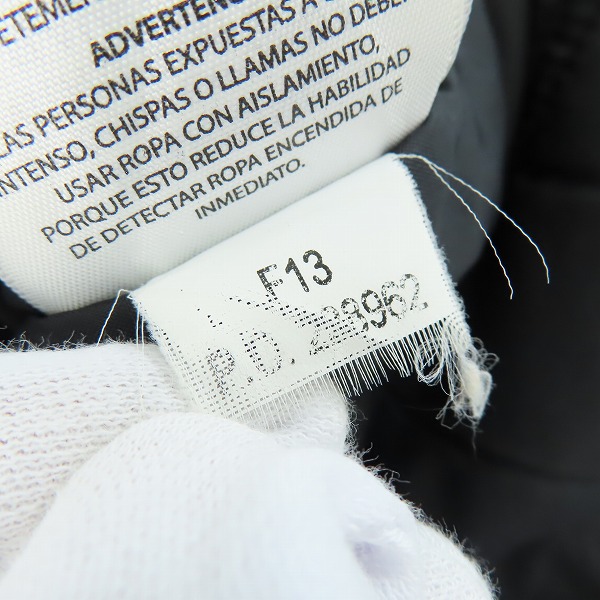 ADVERTENC
LAS PERSONAS EXPUESTAS A
INTENSO, CHISPAS O LLAMAS NO DEBE
USAR ROPA CON AISLAMIENTO,
PORQUE ESTO REDUCE LA HABILIDAD
DE DETECTAR ROPA ENCENDIDA DE
INMEDIATO.
F13
P.D.